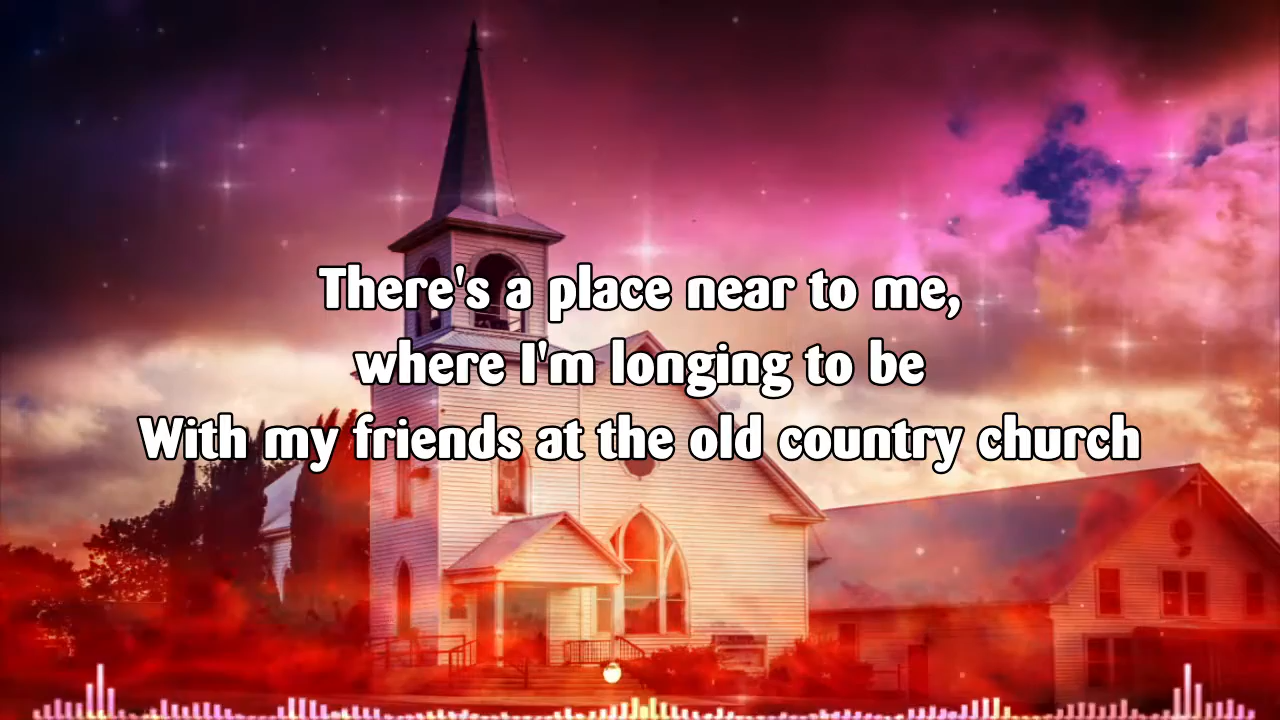 There's a place near to me,
where I'm longing to be
With my friends at the old country church